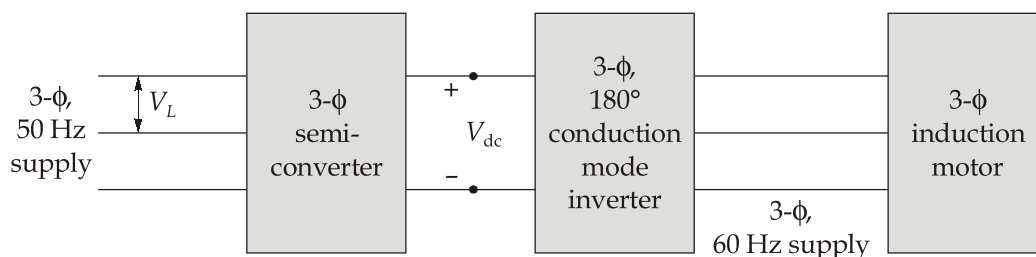 3-ϕ,
50 Hz
supply
V_L
3-ϕ
semi-
converter
+
V_dc
–
3-ϕ,
180°
conduction
mode
inverter
3-ϕ,
60 Hz supply
3-ϕ
induction
motor